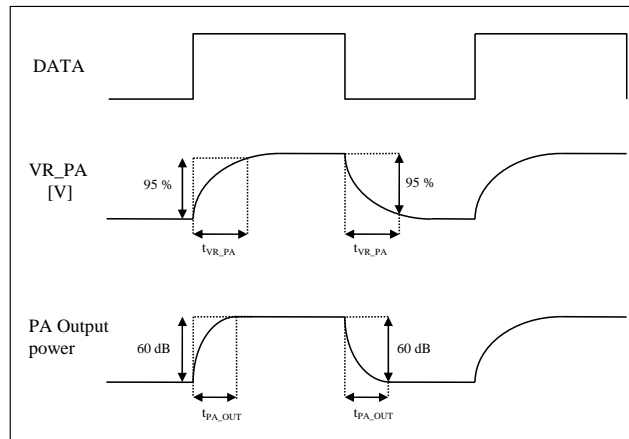 DATA
VR_PA
[V]
95 %
95 %
tVR_PA
tVR_PA
PA Output
power
60 dB
60 dB
tPA_OUT
tPA_OUT